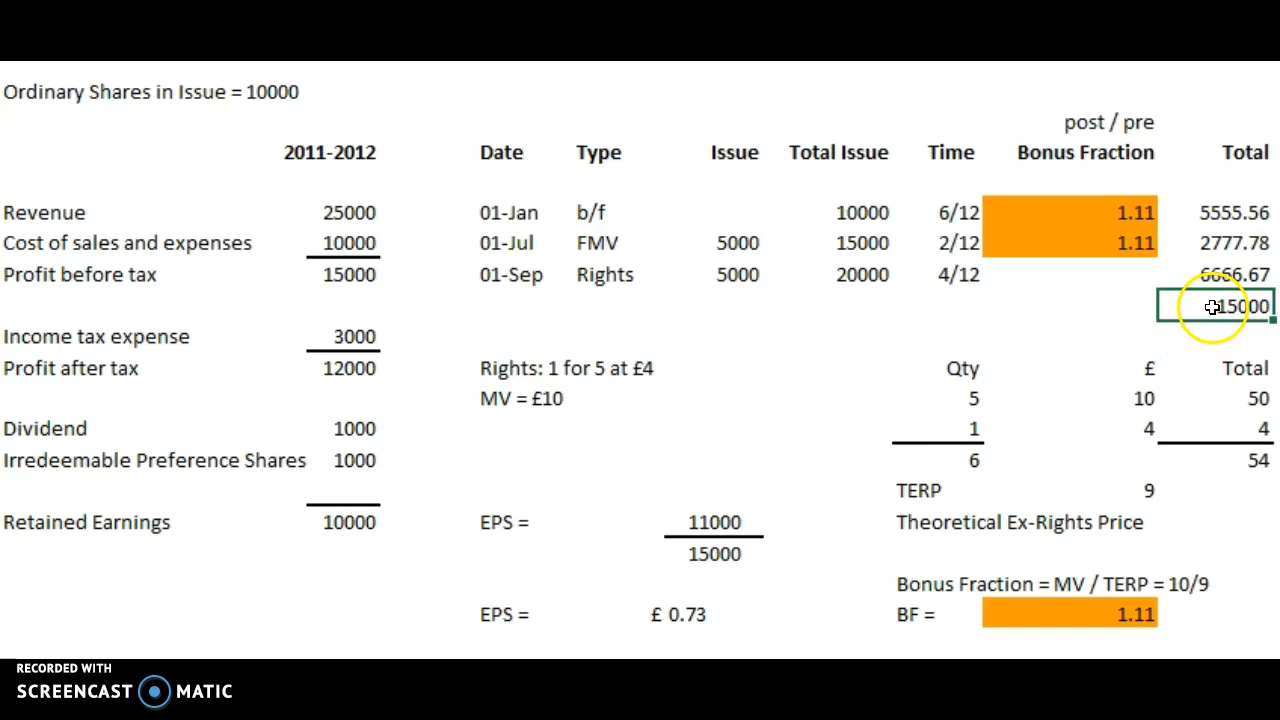 Ordinary Shares in Issue = 10000
post / pre
2011-2012 Date Type Issue Total Issue Time Bonus Fraction Total
Revenue 25000 01-Jan b/f 10000 6/12 1.11 5555.56
Cost of sales and expenses 10000 01-Jul FMV 5000 15000 2/12 1.11 2777.78
Profit before tax 15000 01-Sep Rights 5000 20000 4/12 6666.67
15000
Income tax expense 3000
Profit after tax 12000 Rights: 1 for 5 at £4 Qty £ Total
MV = £10 5 10 50
Dividend 1000 1 4 4
Irredeemable Preference Shares 1000 6 54
TERP 9
Retained Earnings 10000 EPS = 11000 Theoretical Ex-Rights Price
15000
Bonus Fraction = MV / TERP = 10/9
EPS = £ 0.73 BF = 1.11
RECORDED WITH
SCREENCAST MATIC